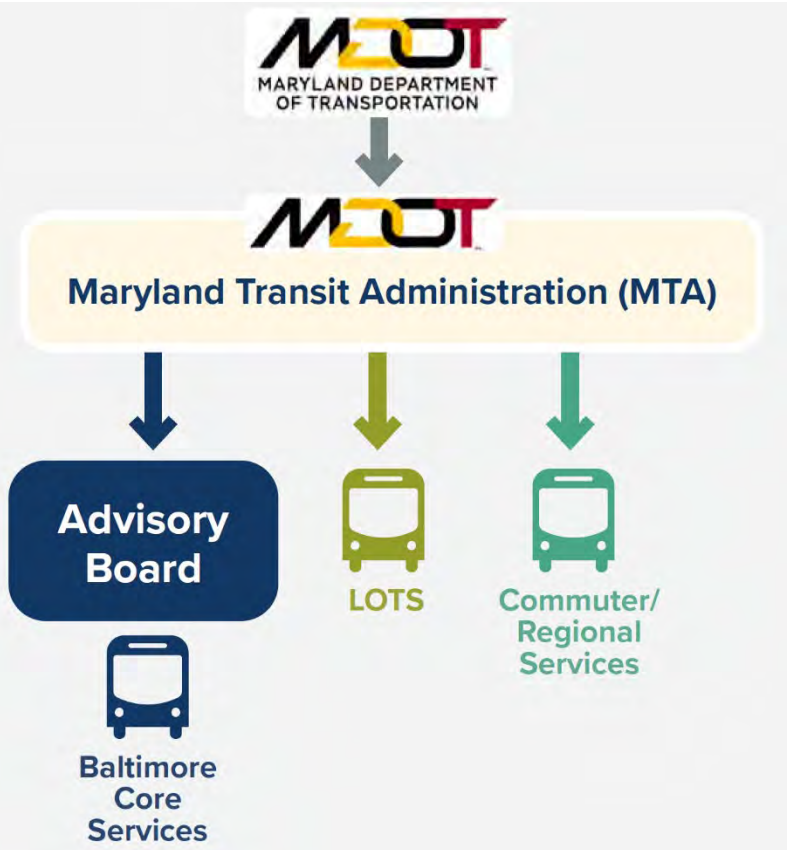 MDOT
MARYLAND DEPARTMENT
OF TRANSPORTATION
MDOT
Maryland Transit Administration (MTA)
Advisory
Board
LOTS
Commuter/
Regional
Services
Baltimore
Core
Services